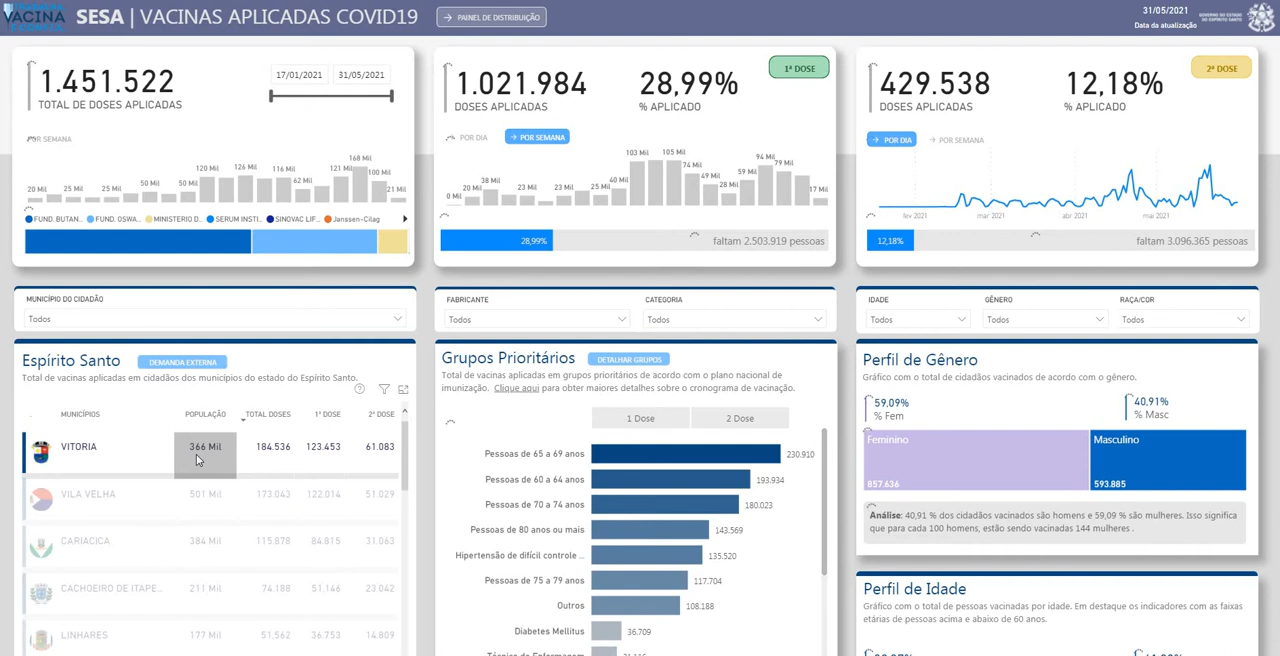 VACINA
SESA | VACINAS APLICADAS COVID19
→ PAINEL DE DISTRIBUIÇÃO
31/05/2021
Data da atualização
GOVERNO DO ESTADO
DO ESPÍRITO SANTO
1.451.522
TOTAL DE DOSES APLICADAS
17/01/2021
31/05/2021
POR SEMANA
20 Mil
25 Mil
25 Mil
50 Mil
50 Mil
120 Mil
126 Mil
116 Mil
62 Mil
121 Mil
168 Mil
100 Mil
21 Mil
FUND. BUTAN...
FUND. OSWA...
MINISTERIO D...
SERUM INSTI...
SINOVAC LIF...
Janssen-Cilag
1.021.984
DOSES APLICADAS
28,99%
% APLICADO
1ª DOSE
POR DIA
→ POR SEMANA
0 Mil
20 Mil
38 Mil
23 Mil
23 Mil
25 Mil
40 Mil
103 Mil
105 Mil
74 Mil
49 Mil
28 Mil
59 Mil
94 Mil
79 Mil
17 Mil
28,99%
faltam 2.503.919 pessoas
429.538
DOSES APLICADAS
12,18%
% APLICADO
2ª DOSE
→ POR DIA
→ POR SEMANA
fev 2021
mar 2021
abr 2021
mai 2021
12,18%
faltam 3.096.365 pessoas
MUNICÍPIO DO CIDADÃO
Todos
FABRICANTE
Todos
CATEGORIA
Todos
IDADE
Todos
GÊNERO
Todos
RAÇA/COR
Todos
Espírito Santo
DEMANDA EXTERNA
Total de vacinas aplicadas em cidadãos dos municípios do estado do Espírito Santo.
MUNICÍPIOS POPULAÇÃO TOTAL DOSES 1ª DOSE 2ª DOSE
VITORIA 366 Mil 184.536 123.453 61.083
VILA VELHA 501 Mil 173.043 122.014 51.029
CARIACICA 384 Mil 115.878 84.815 31.063
CACHOEIRO DE ITAPE... 211 Mil 74.188 51.146 23.042
LINHARES 177 Mil 51.562 36.753 14.809
Grupos Prioritários
DETALHAR GRUPOS
Total de vacinas aplicadas em grupos prioritários de acordo com o plano nacional de
imunização. Clique aqui para obter maiores detalhes sobre o cronograma de vacinação.
1 Dose
2 Dose
Pessoas de 65 a 69 anos 230.910
Pessoas de 60 a 64 anos 193.934
Pessoas de 70 a 74 anos 180.023
Pessoas de 80 anos ou mais 143.569
Hipertensão de difícil controle ... 135.520
Pessoas de 75 a 79 anos 117.704
Outros 108.188
Diabetes Mellitus 36.709
Perfil de Gênero
Gráfico com o total de cidadãos vacinados de acordo com o gênero.
59,09%
% Fem
40,91%
% Masc
Feminino
857.636
Masculino
593.885
Análise: 40,91 % dos cidadãos vacinados são homens e 59,09 % são mulheres. Isso significa
que para cada 100 homens, estão sendo vacinadas 144 mulheres .
Perfil de Idade
Gráfico com o total de pessoas vacinadas por idade. Em destaque os indicadores com as faixas
etárias de pessoas acima e abaixo de 60 anos.